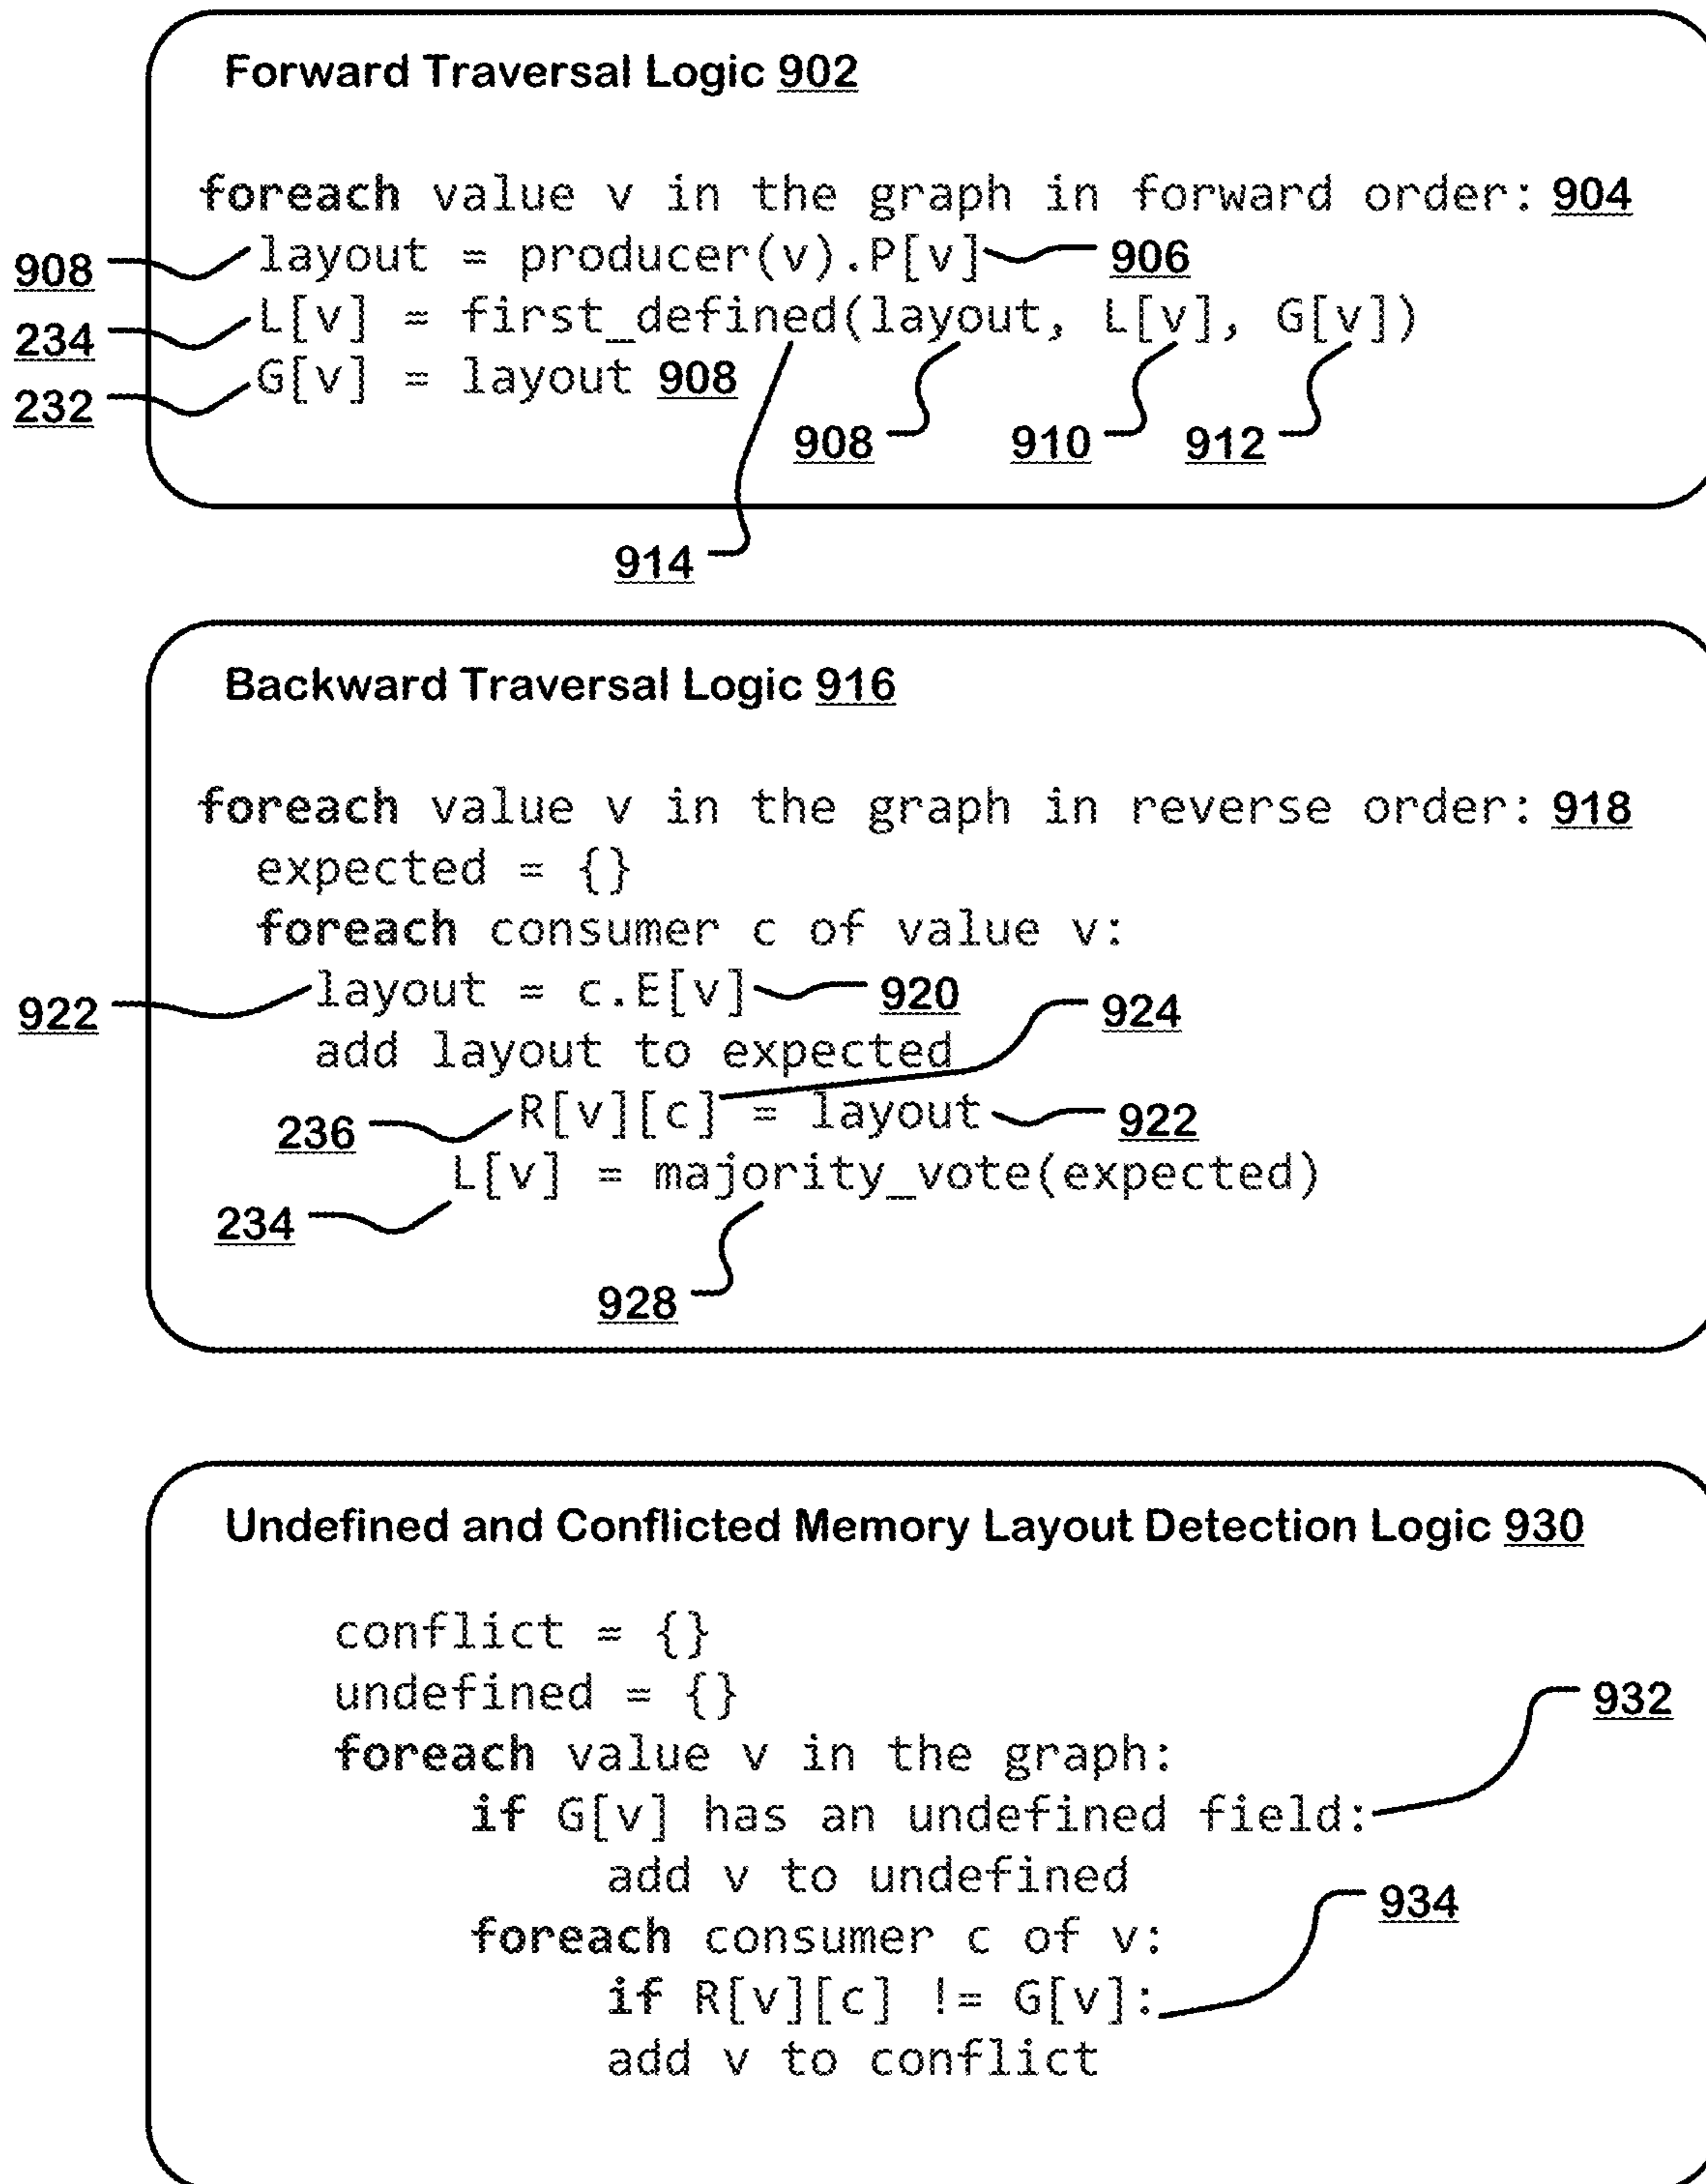 Forward Traversal Logic 902
foreach value v in the graph in forward order: 904
908 layout = producer(v).P[v] 906
234 L[v] = first_defined(layout, L[v], G[v])
232 G[v] = layout 908
908 910 912
914
Backward Traversal Logic 916
foreach value v in the graph in reverse order: 918
expected = {}
foreach consumer c of value v:
922 layout = c.E[v] 920 924
add layout to expected
236 R[v][c] = layout 922
L[v] = majority_vote(expected)
234
928
Undefined and Conflicted Memory Layout Detection Logic 930
conflict = {}
undefined = {}
932
foreach value v in the graph:
if G[v] has an undefined field:
add v to undefined
934
foreach consumer c of v:
if R[v][c] != G[v]:
add v to conflict